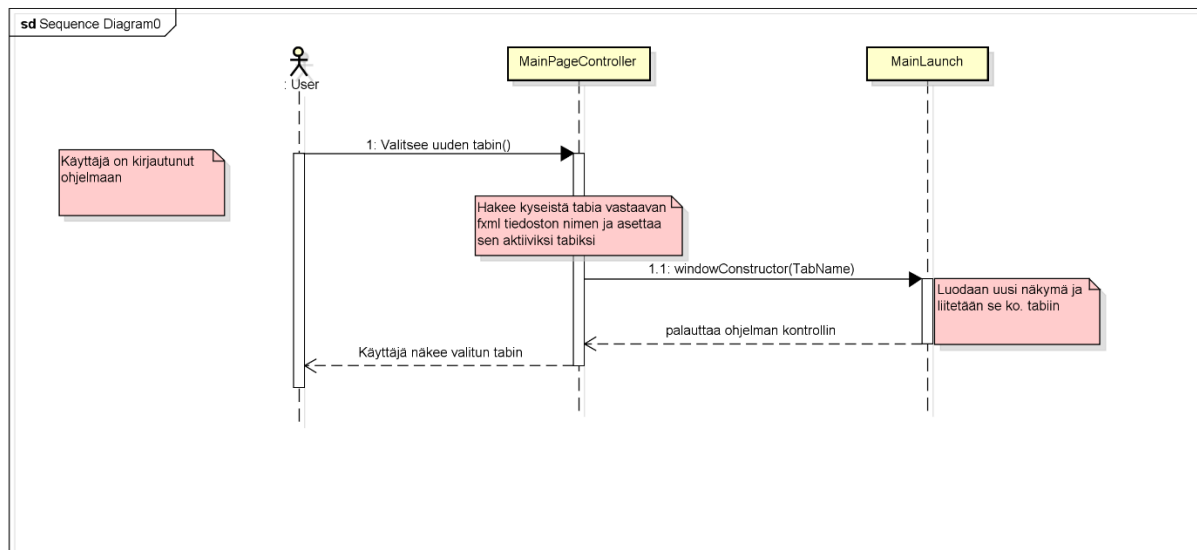 sd Sequence Diagram0
: User
MainPageController
MainLaunch
Käyttäjä on kirjautunut
ohjelmaan
1: Valitsee uuden tabin()
Hakee kyseistä tabia vastaavan
fxml tiedoston nimen ja asettaa
sen aktiiviksi tabiksi
1.1: windowConstructor(TabName)
Luodaan uusi näkymä ja
liitetään se ko. tabiin
palauttaa ohjelman kontrollin
Käyttäjä näkee valitun tabin